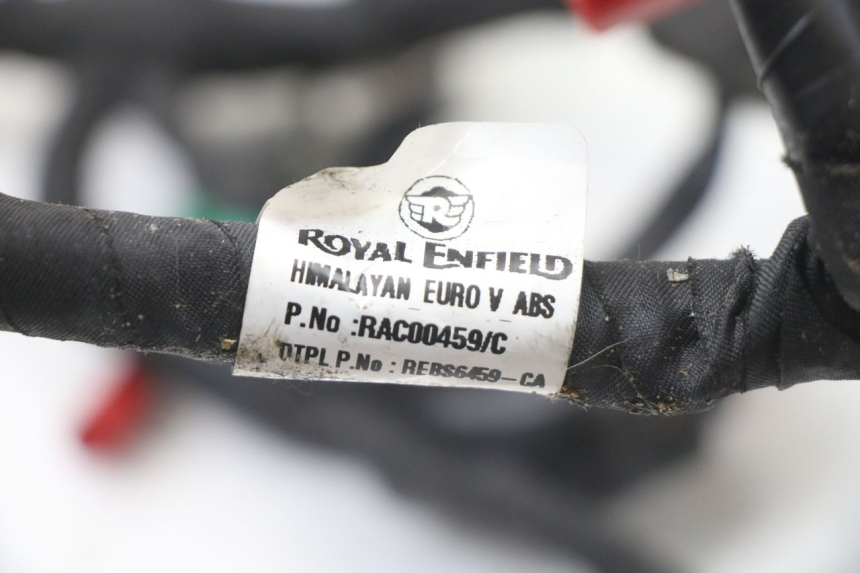 R
ROYAL ENFIELD
HIMALAYAN EURO V ABS
P.No :RAC00459/C
DTPL P.No : REBS6459-CA